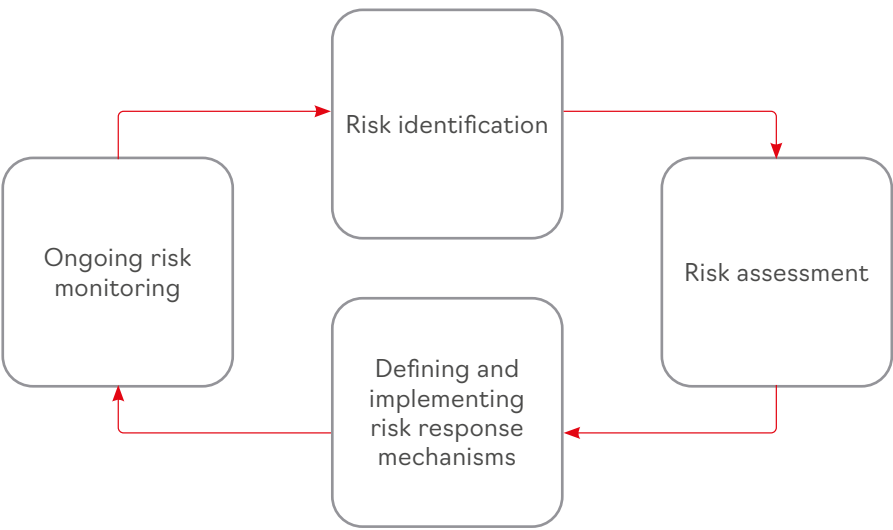 Risk identification
Risk assessment
Defining and
implementing
risk response
mechanisms
Ongoing risk
monitoring